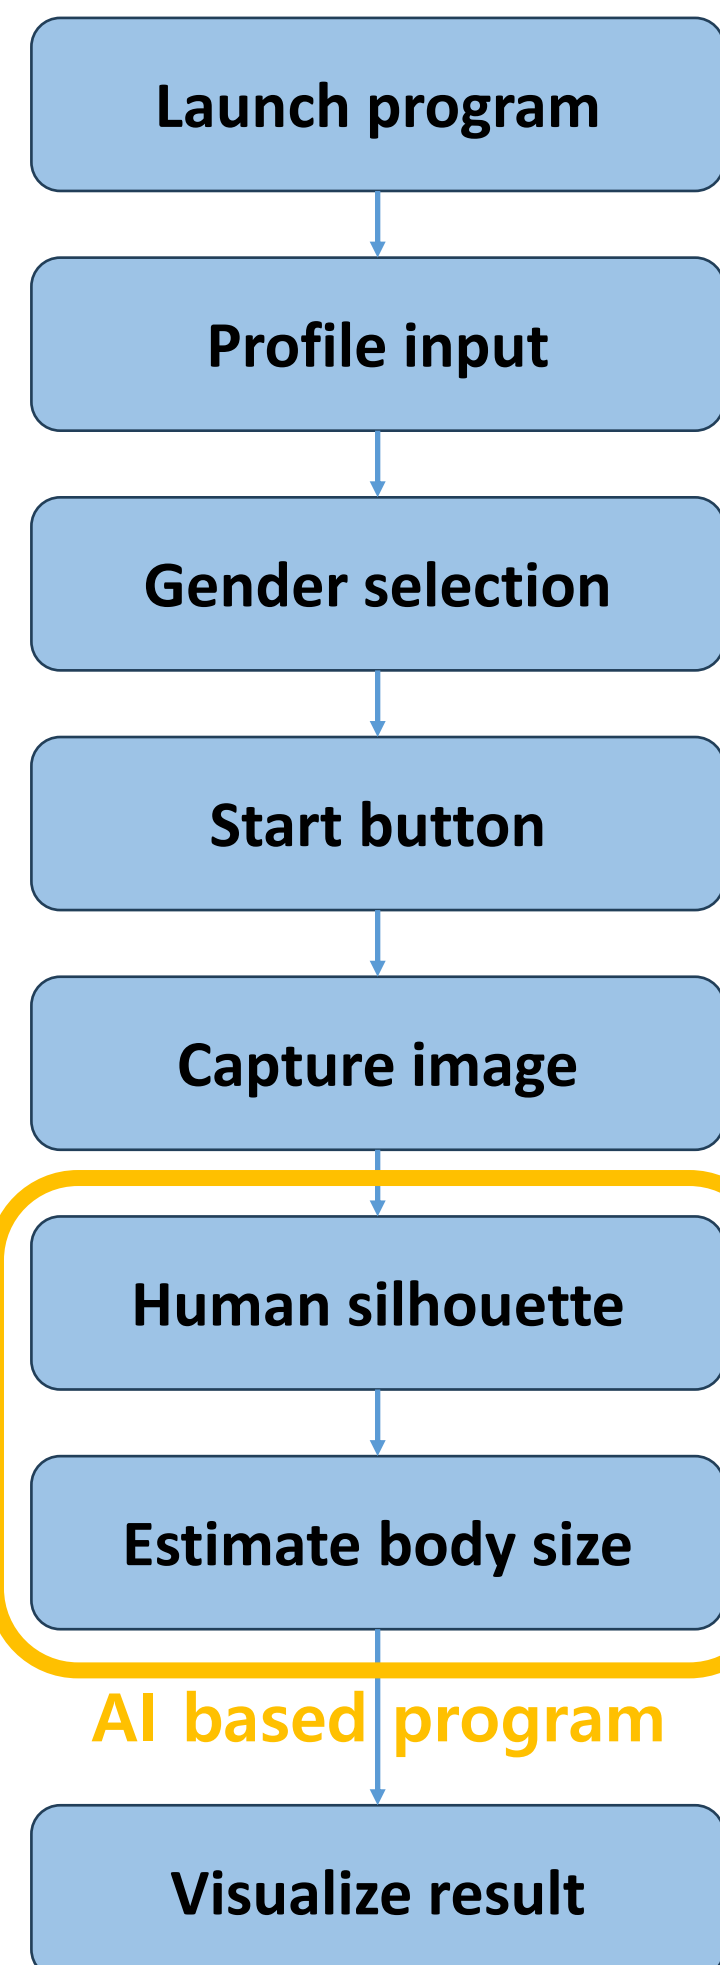 Launch program
Profile input
Gender selection
Start button
Capture image
Human silhouette
Estimate body size
AI based program
Visualize result